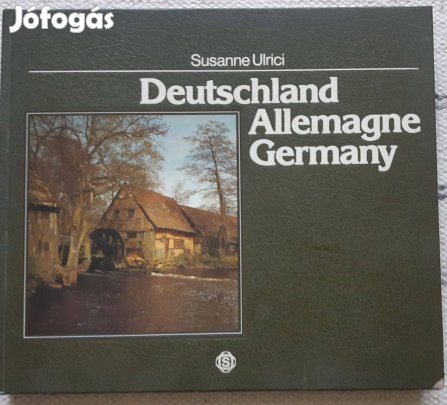 Jófogás
Susanne Ulrici
Deutschland
Allemagne
Germany